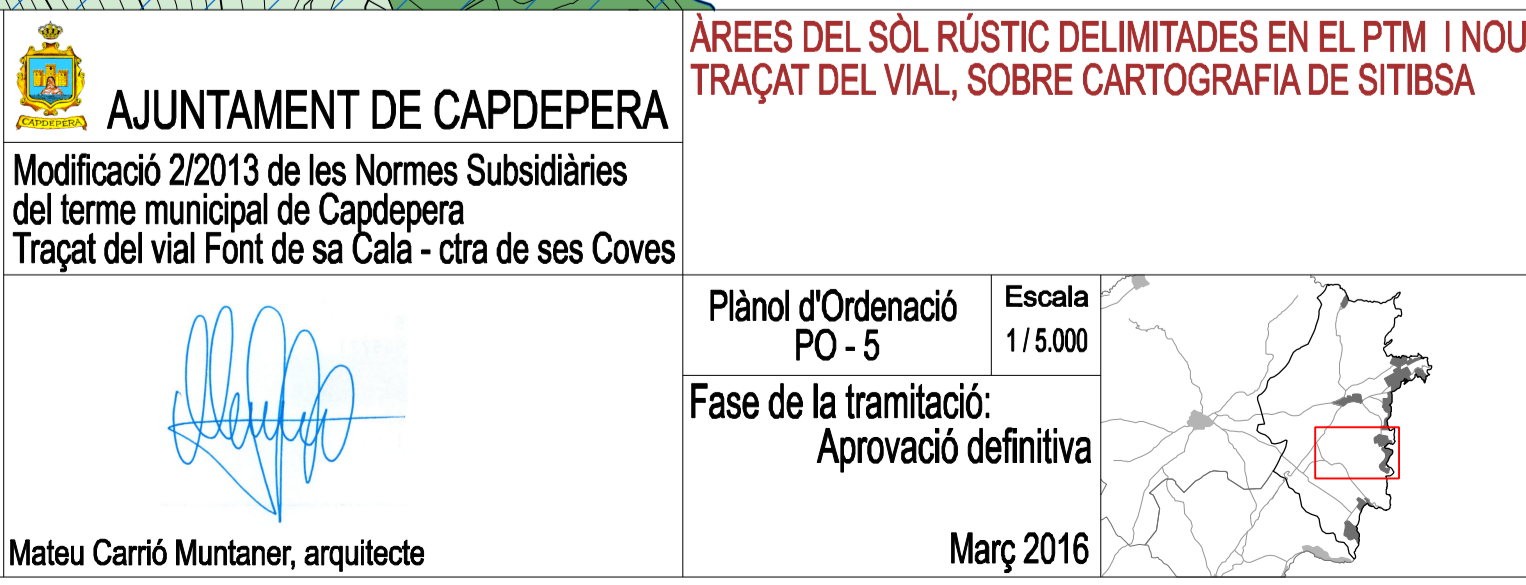 CAPDEPERA
AJUNTAMENT DE CAPDEPERA
Modificació 2/2013 de les Normes Subsidiàries
del terme municipal de Capdepera
Traçat del vial Font de sa Cala - ctra de ses Coves
Mateu Carrió Muntaner, arquitecte
ÀREES DEL SÒL RÚSTIC DELIMITADES EN EL PTM I NOU
TRAÇAT DEL VIAL, SOBRE CARTOGRAFIA DE SITIBSA
Plànol d'Ordenació
PO - 5
Escala
1 / 5.000
Fase de la tramitació:
Aprovació definitiva
Març 2016